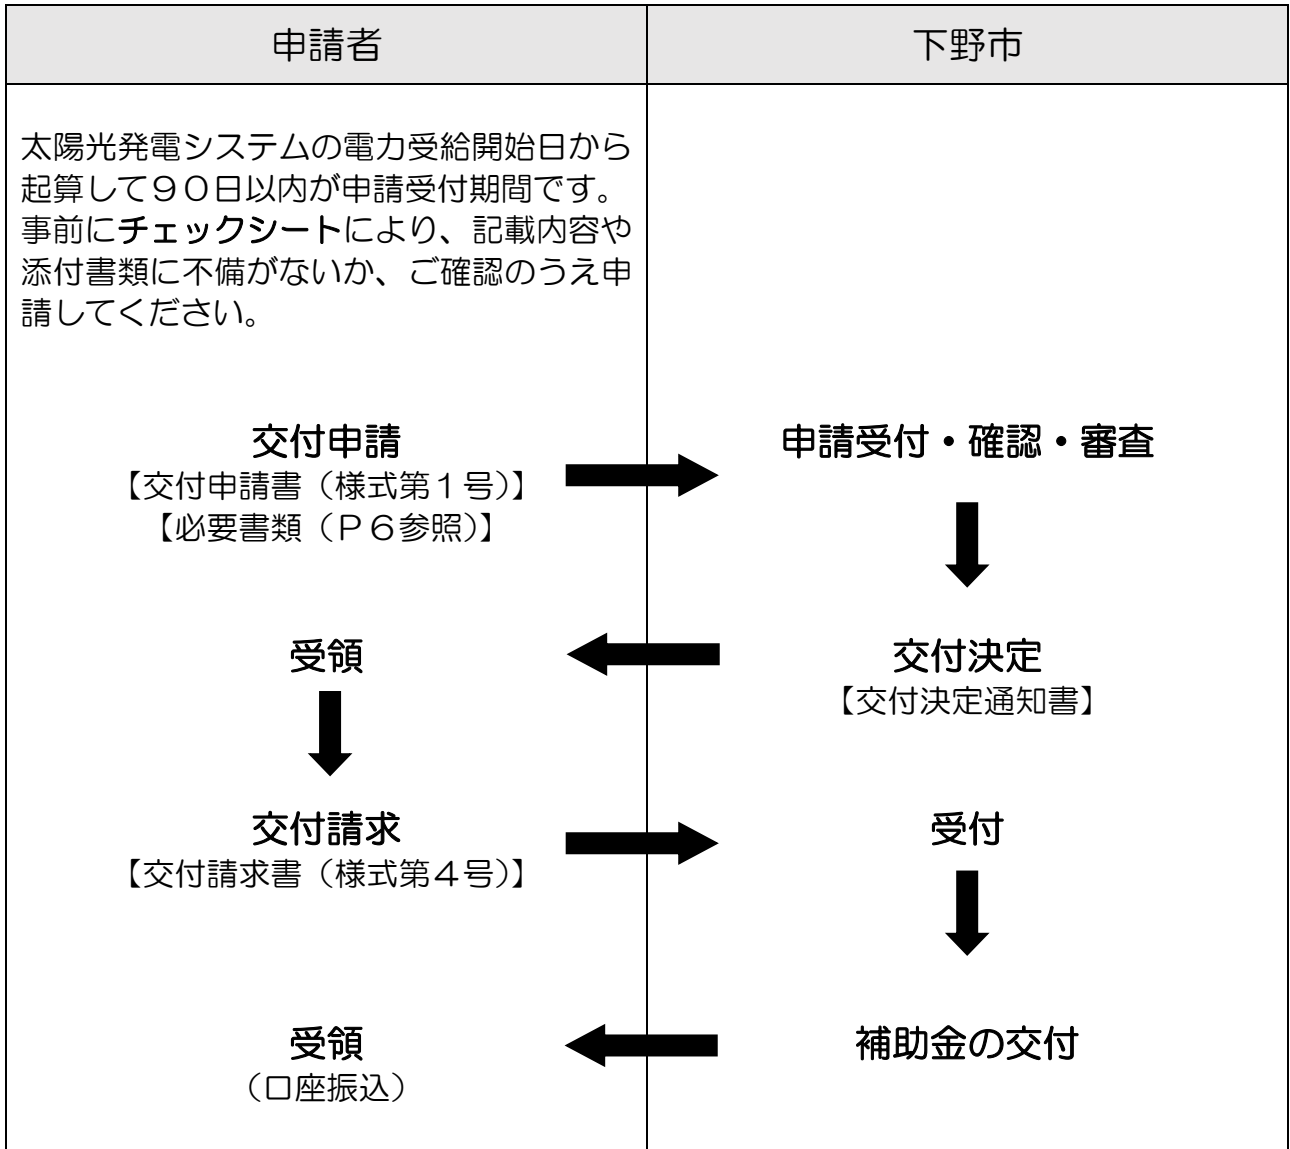 申請者
下野市
太陽光発電システムの電力受給開始日から
起算して９０日以内が申請受付期間です。
事前にチェックシートにより、記載内容や
添付書類に不備がないか、ご確認のうえ申
請してください。
交付申請
【交付申請書（様式第１号）】
【必要書類（Ｐ６参照）】
申請受付・確認・審査
受領
交付決定
【交付決定通知書】
交付請求
【交付請求書（様式第４号）】
受付
受領
（口座振込）
補助金の交付